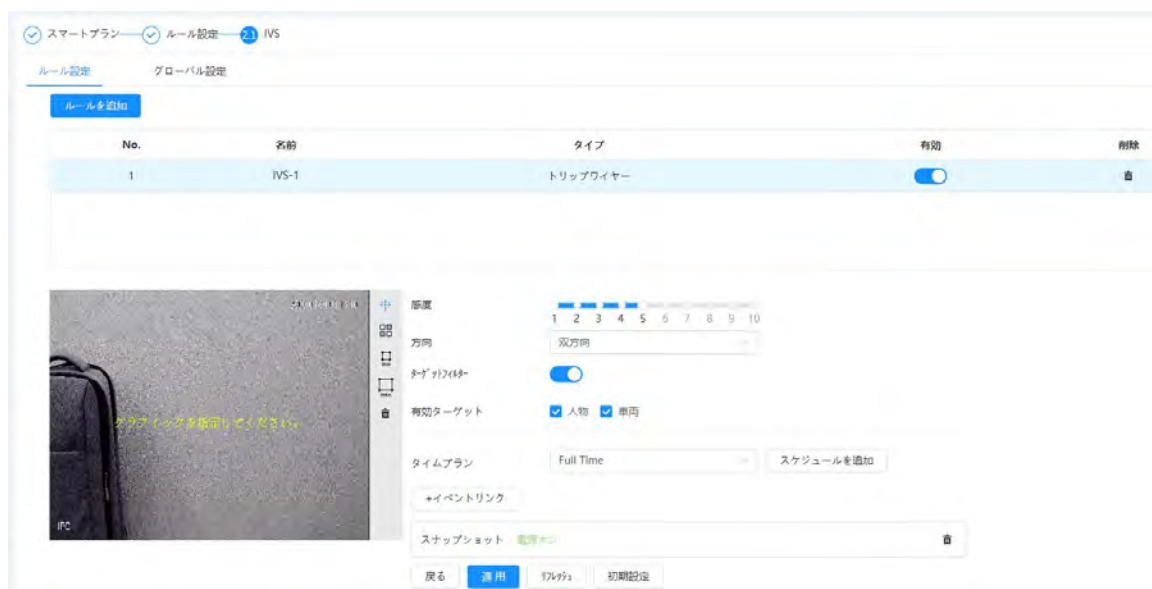 スマートプラン ルール設定 2.1 IVS
ルール設定 グローバル設定
ルールを追加
No. 名前 タイプ 有効 削除
1 IVS-1 トリップワイヤー
感度
1 2 3 4 5 6 7 8 9 10
方向 双方向
ﾀｰｹﾞｯﾄﾌｨﾙﾀｰ
有効ターゲット 人物 車両
グラフィックを指定してください。
タイムプラン Full Time スケジュールを追加
+イベントリンク
IPC
スナップショット 電源オン
戻る 適用 ﾘﾌﾚｯｼｭ 初期設定